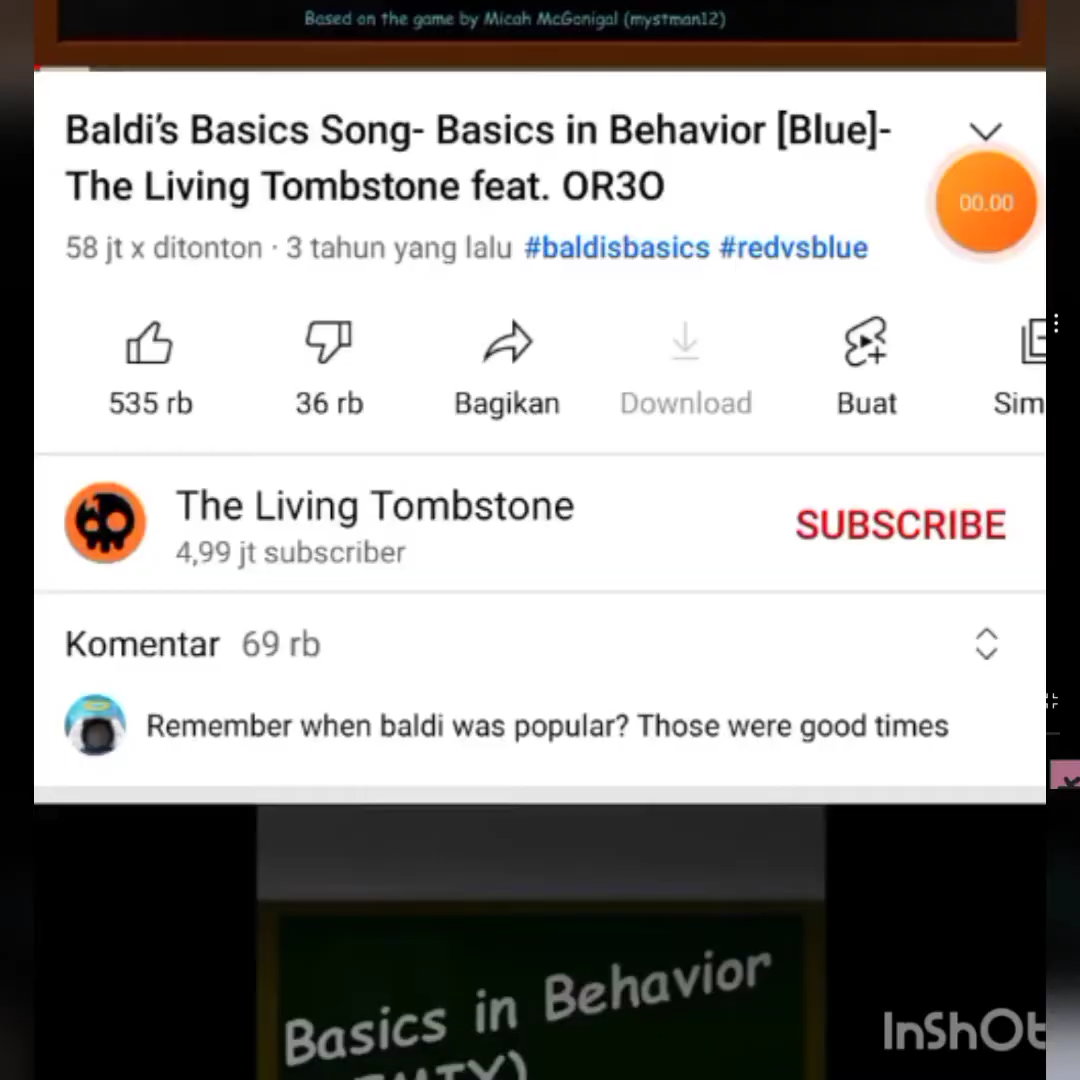 Based on the game by Micah McGonigal (mystman12)
Baldi's Basics Song- Basics in Behavior [Blue]-
The Living Tombstone feat. OR3O
00.00
58 jt x ditonton · 3 tahun yang lalu #baldisbasics #redvsblue
535 rb
36 rb
Bagikan
Download
Buat
Sim
The Living Tombstone
4,99 jt subscriber
SUBSCRIBE
Komentar 69 rb
Remember when baldi was popular? Those were good times
Basics in Behavior
InShOt